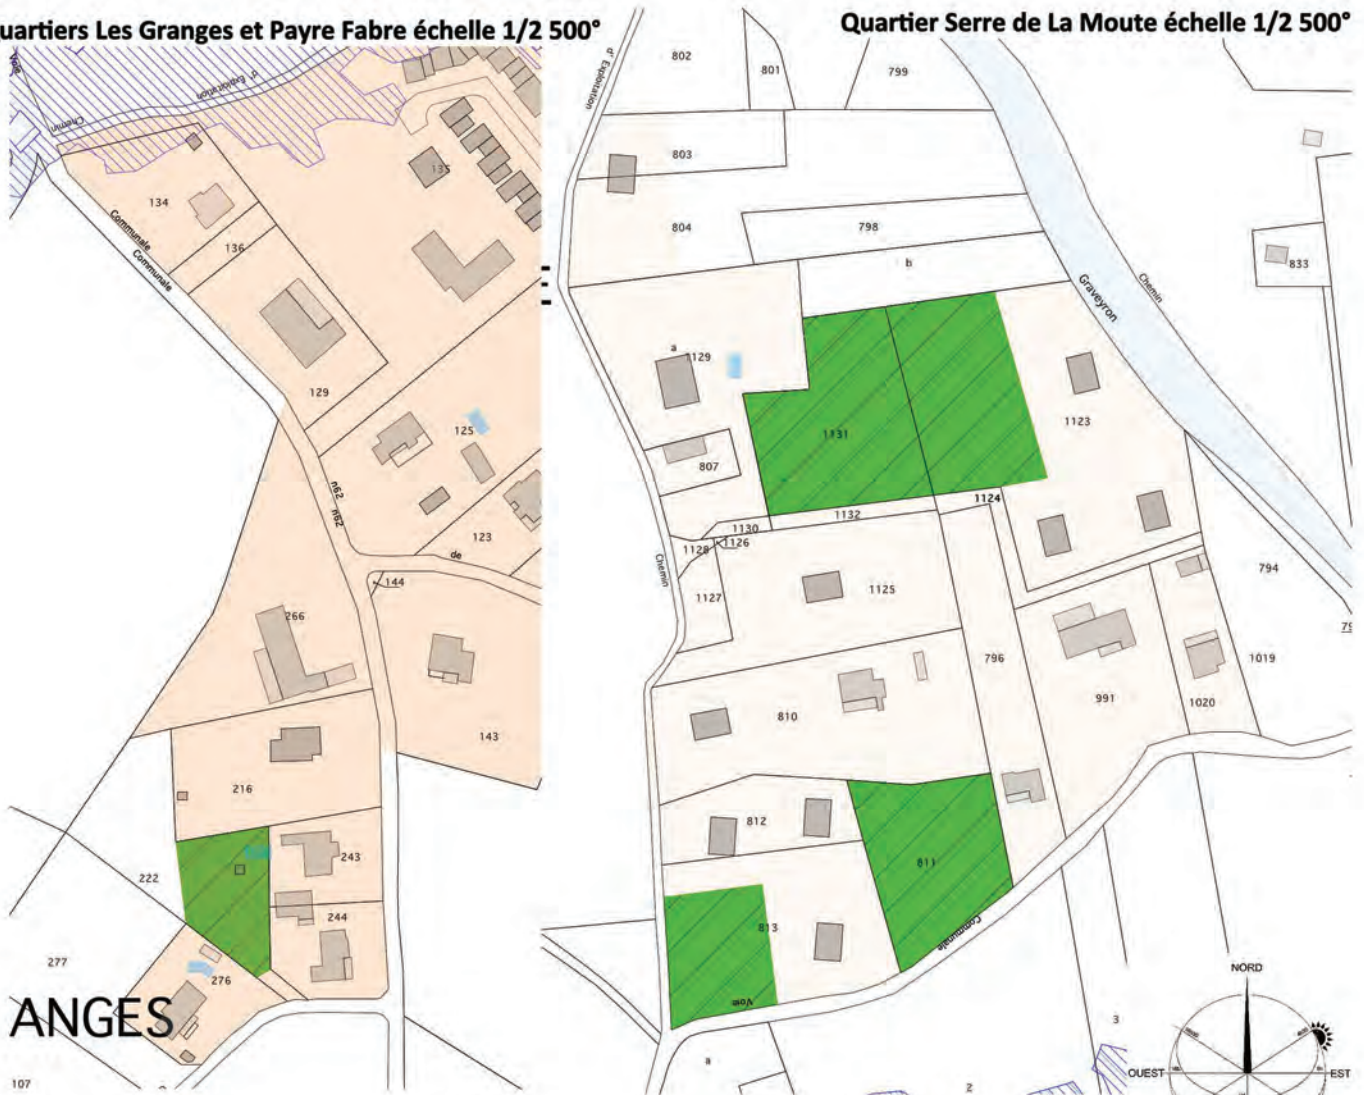 uartiers Les Granges et Payre Fabre échelle 1/2 500°
Quartier Serre de La Moute échelle 1/2 500°
d' Exploitation
Chemin
134
136
135
Communale
Communale
129
125
n62
n62
123
de
144
266
143
216
243
222
244
277
276
ANGES
107
d' Exploitation
802
801
799
803
804
798
b
833
Chemin
Graveyron
a
1129
1131
1123
807
1124
1132
1130
1126
1128
Chemin
1127
1125
794
796
1019
991
1020
810
812
811
813
Communale
Voie
a
2
3
NORD
OUEST
EST